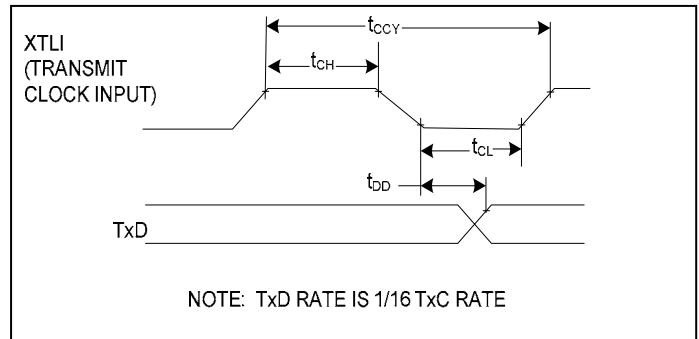 XTLI
(TRANSMIT
CLOCK INPUT)
tCCY
tCH
tCL
tDD
TxD
NOTE: TxD RATE IS 1/16 TxC RATE